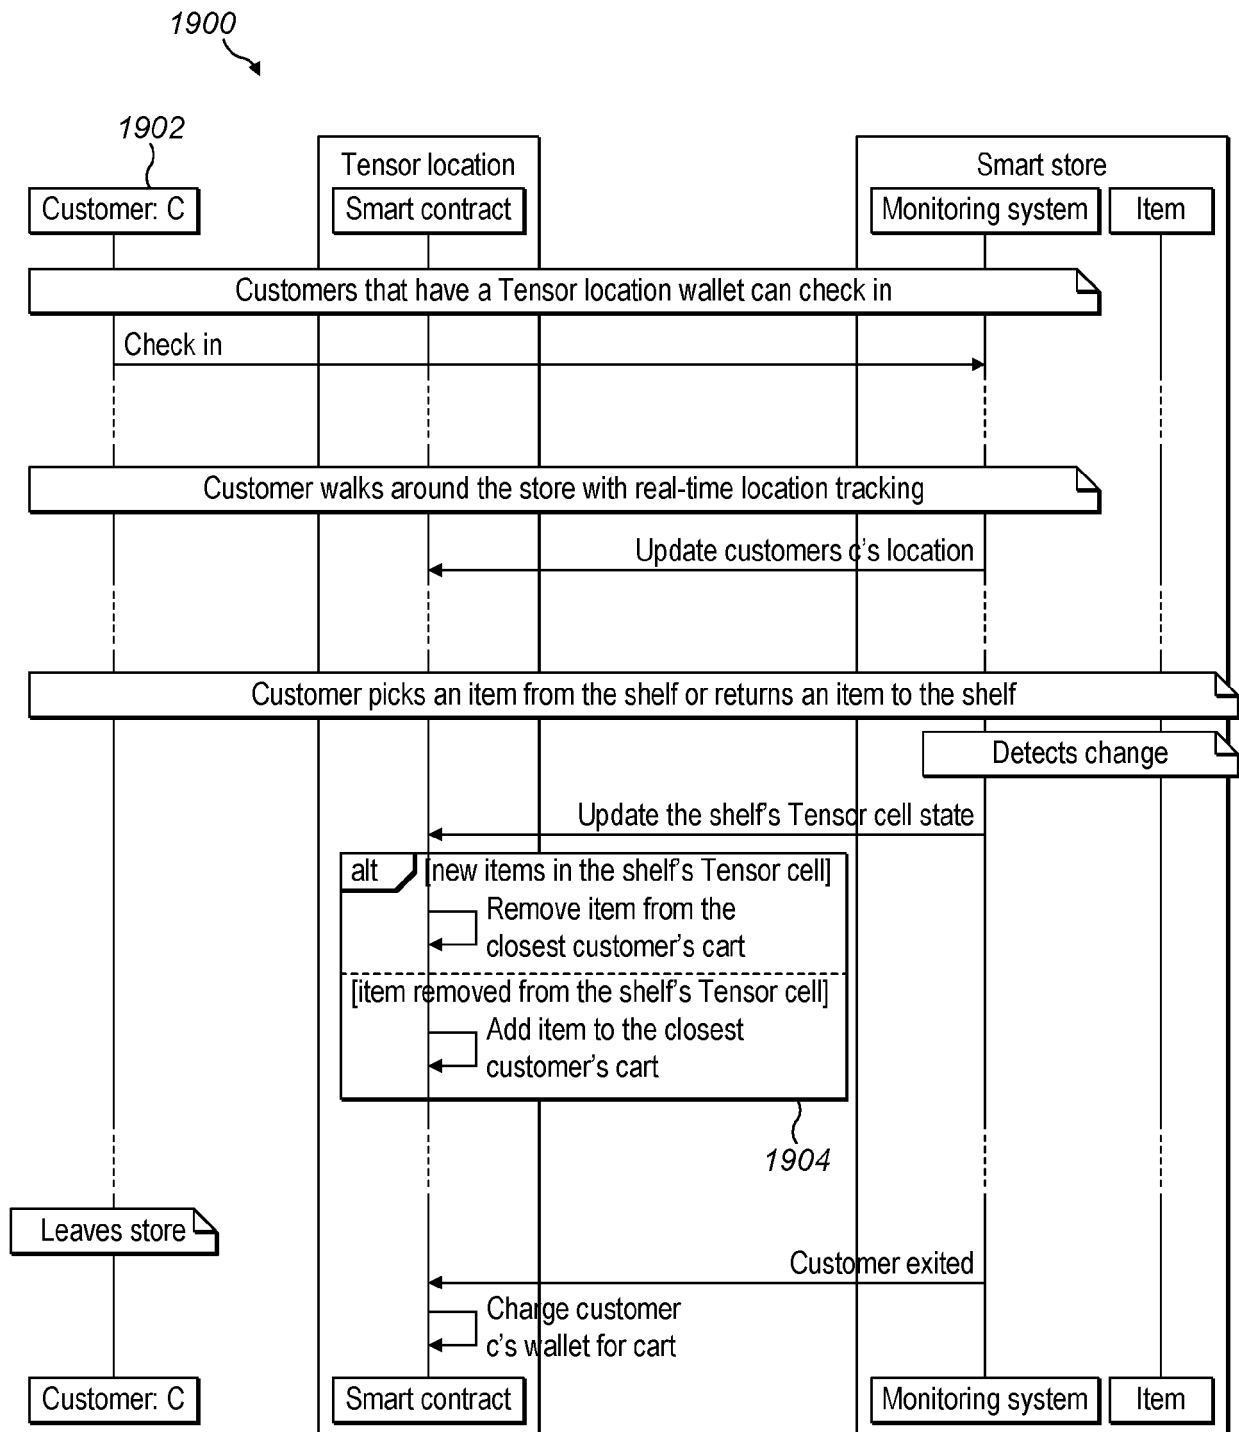 1900
1902
Tensor location
Smart store
Customer: C
Smart contract
Monitoring system
Item
Customers that have a Tensor location wallet can check in
Check in
Customer walks around the store with real-time location tracking
Update customers c's location
Customer picks an item from the shelf or returns an item to the shelf
Detects change
Update the shelf's Tensor cell state
alt
[new items in the shelf's Tensor cell]
Remove item from the
closest customer's cart
[item removed from the shelf's Tensor cell]
Add item to the closest
customer's cart
1904
Leaves store
Customer exited
Charge customer
c's wallet for cart
Customer: C
Smart contract
Monitoring system
Item